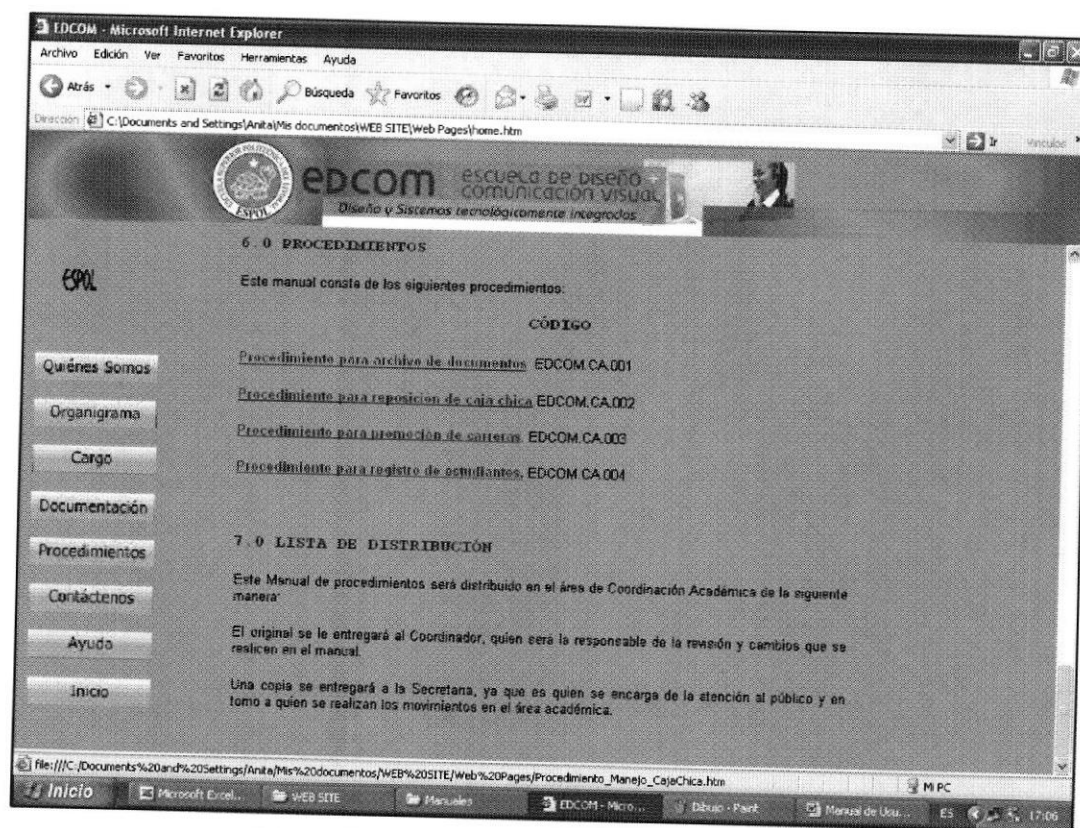 EDCOM - Microsoft Internet Explorer
Archivo Edición Ver Favoritos Herramientas Ayuda
Atrás Búsqueda Favoritos
Dirección C:\Documents and Settings\Anita\Mis documentos\WEB SITE\Web Pages\home.htm Ir Vínculos
ESPOL
edcom escuela de diseño +
comunicación visual
Diseño y Sistemas tecnológicamente integrados
6.0 PROCEDIMIENTOS
ESPOL
Este manual consta de los siguientes procedimientos:
CÓDIGO
Quiénes Somos
Procedimiento para archivo de documentos. EDCOM.CA.001
Procedimiento para reposicion de caja chica EDCOM.CA.002
Organigrama
Procedimiento para promoción de carreras. EDCOM.CA.003
Cargo
Procedimiento para registro de estudiantes. EDCOM.CA.004
Documentación
7.0 LISTA DE DISTRIBUCIÓN
Procedimientos
Este Manual de procedimientos será distribuido en el área de Coordinación Académica de la siguiente
manera:
Contáctenos
El original se le entregará al Coordinador, quien será la responsable de la revisión y cambios que se
realicen en el manual.
Ayuda
Una copia se entregará a la Secretaria, ya que es quien se encarga de la atención al público y en
torno a quien se realizan los movimientos en el área académica.
Inicio
file:///C:/Documents%20and%20Settings/Anita/Mis%20documentos/WEB%20SITE/Web%20Pages/Procedimiento_Manejo_CajaChica.htm Mi PC
Inicio Microsoft Excel... WEB SITE Manuales EDCOM - Micro... Dibujo - Paint Manual de Usu... ES 17:06